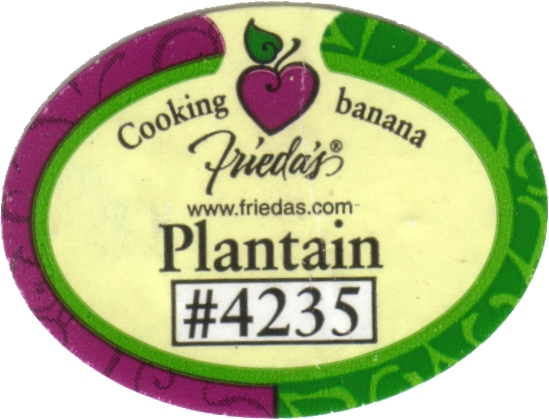 Cooking banana
Frieda's®
www.friedas.com
Plantain
#4235